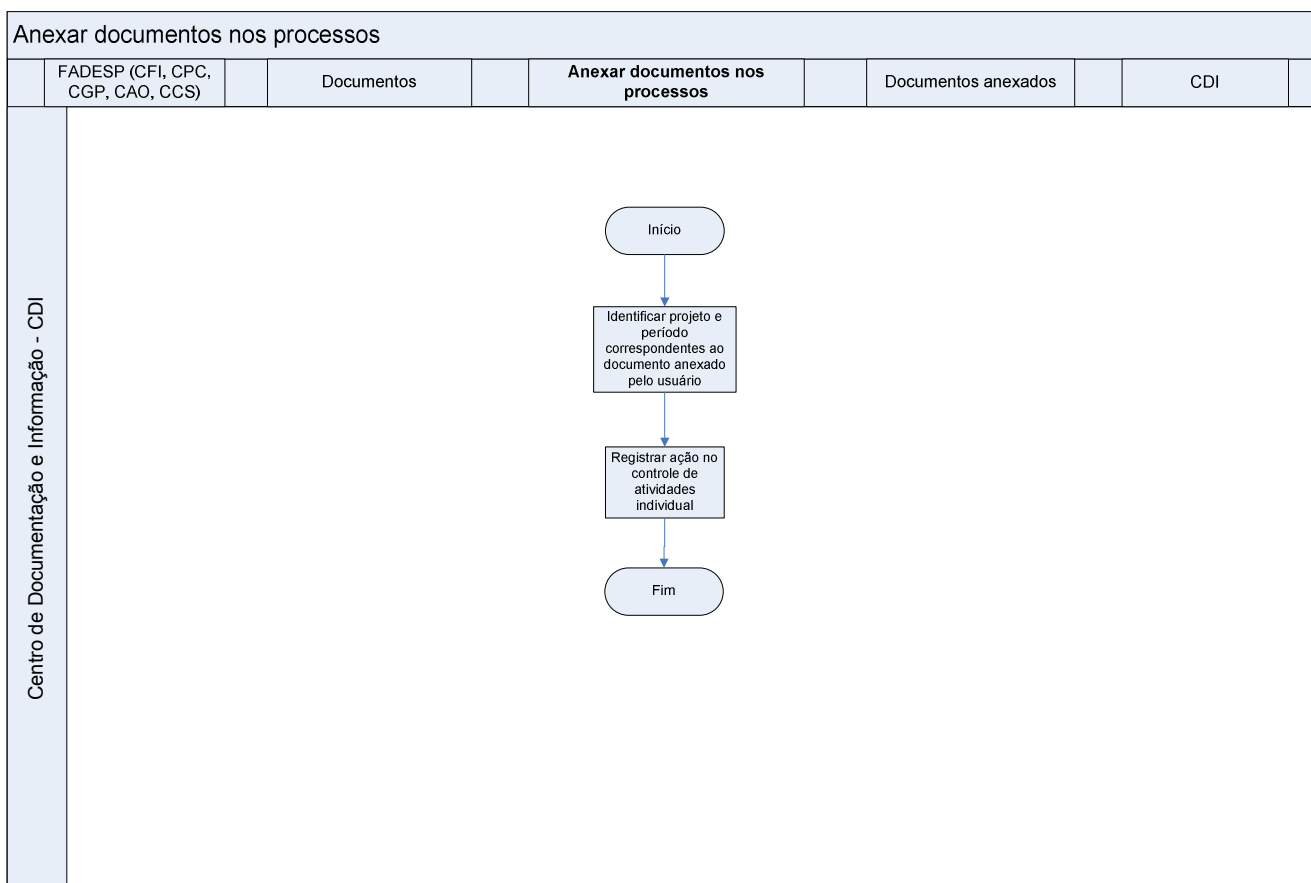 Anexar documentos nos processos
FADESP (CFI, CPC,
CGP, CAO, CCS)
Documentos
Anexar documentos nos
processos
Documentos anexados
CDI
Centro de Documentação e Informação - CDI
Início
Identificar projeto e
período
correspondentes ao
documento anexado
pelo usuário
Registrar ação no
controle de
atividades
individual
Fim